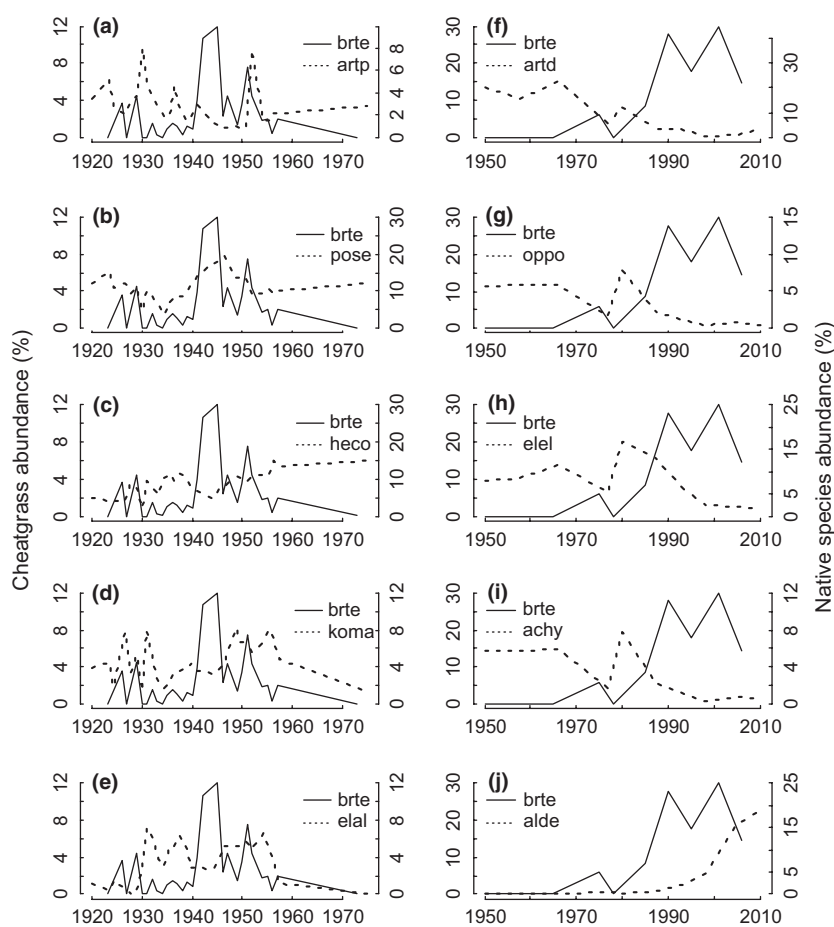 Cheatgrass abundance (%)
(a)
brte
artp
12
8
4
0
8
6
4
2
0
1920 1930 1940 1950 1960 1970
(f)
brte
artd
30
20
10
0
40
20
0
1950 1970 1990 2010
(b)
brte
pose
12
8
4
0
30
20
10
0
1920 1930 1940 1950 1960 1970
(g)
brte
oppo
30
20
10
0
15
10
5
0
1950 1970 1990 2010
(c)
brte
heco
12
8
4
0
30
20
10
0
1920 1930 1940 1950 1960 1970
(h)
brte
elel
30
20
10
0
25
15
5
0
1950 1970 1990 2010
(d)
brte
koma
12
8
4
0
12
8
4
0
1920 1930 1940 1950 1960 1970
(i)
brte
achy
30
20
10
0
12
8
4
0
1950 1970 1990 2010
(e)
brte
elal
12
8
4
0
12
8
4
0
1920 1930 1940 1950 1960 1970
(j)
brte
alde
30
20
10
0
25
15
5
0
1950 1970 1990 2010
Native species abundance (%)